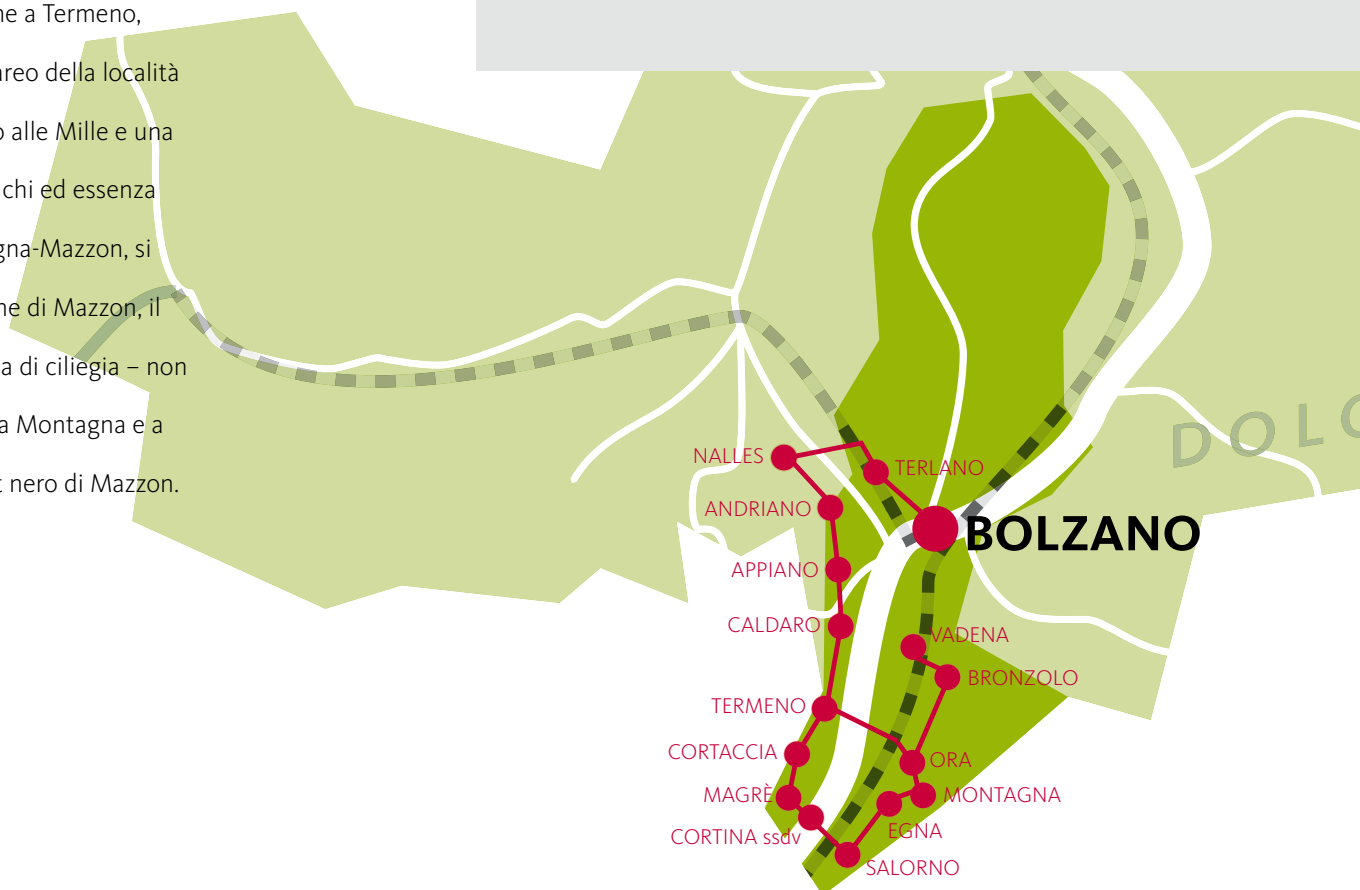 ne a Termeno,
areo della località
o alle Mille e una
chi ed essenza
gna-Mazzon, si
ne di Mazzon, il
a di ciliegia – non
a Montagna e a
t nero di Mazzon.
DOLO
NALLES
TERLANO
ANDRIANO
BOLZANO
APPIANO
CALDARO
VADENA
BRONZOLO
TERMENO
CORTACCIA
ORA
MAGRÈ
MONTAGNA
CORTINA ssdv
EGNA
SALORNO